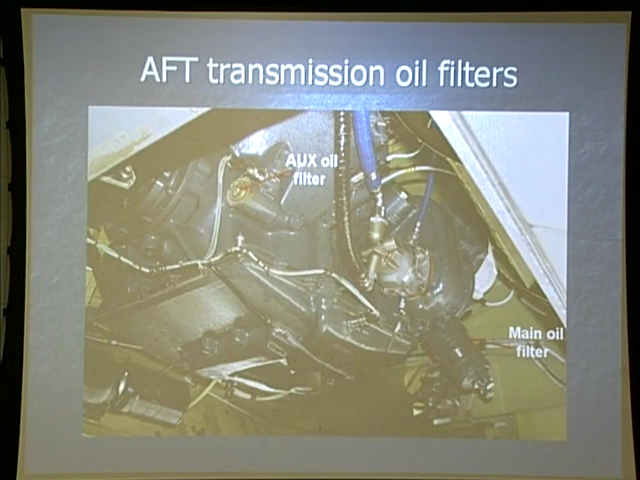 AFT transmission oil filters
AUX oil
filter
Main oil
filter